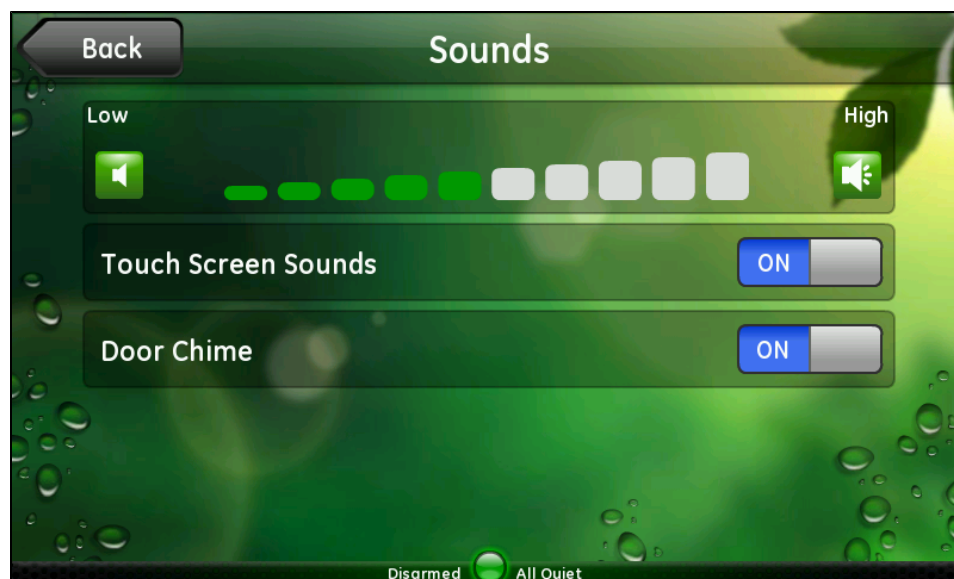 Back
Sounds
Low
High
Touch Screen Sounds
ON
Door Chime
ON
Disarmed
All Quiet